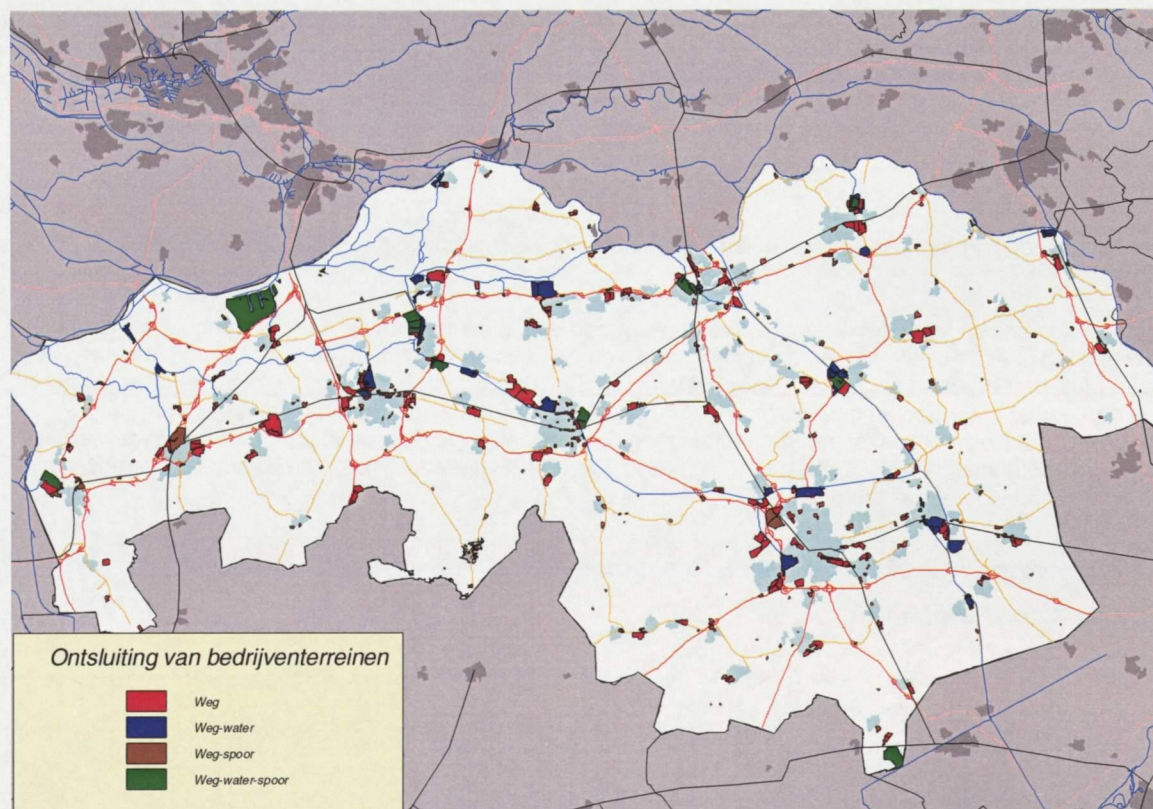 Ontsluiting van bedrijventerreinen
Weg
Weg-water
Weg-spoor
Weg-water-spoor